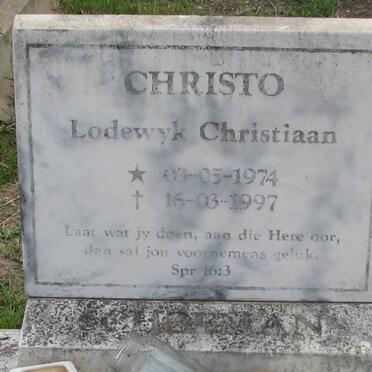 CHRISTO
Lodewyk Christiaan
★ 03-05-1974
† 16-03-1997
Laat wat jy doen, aan die Here oor,
dan sal jou voornemens geluk.
Spr 16:3